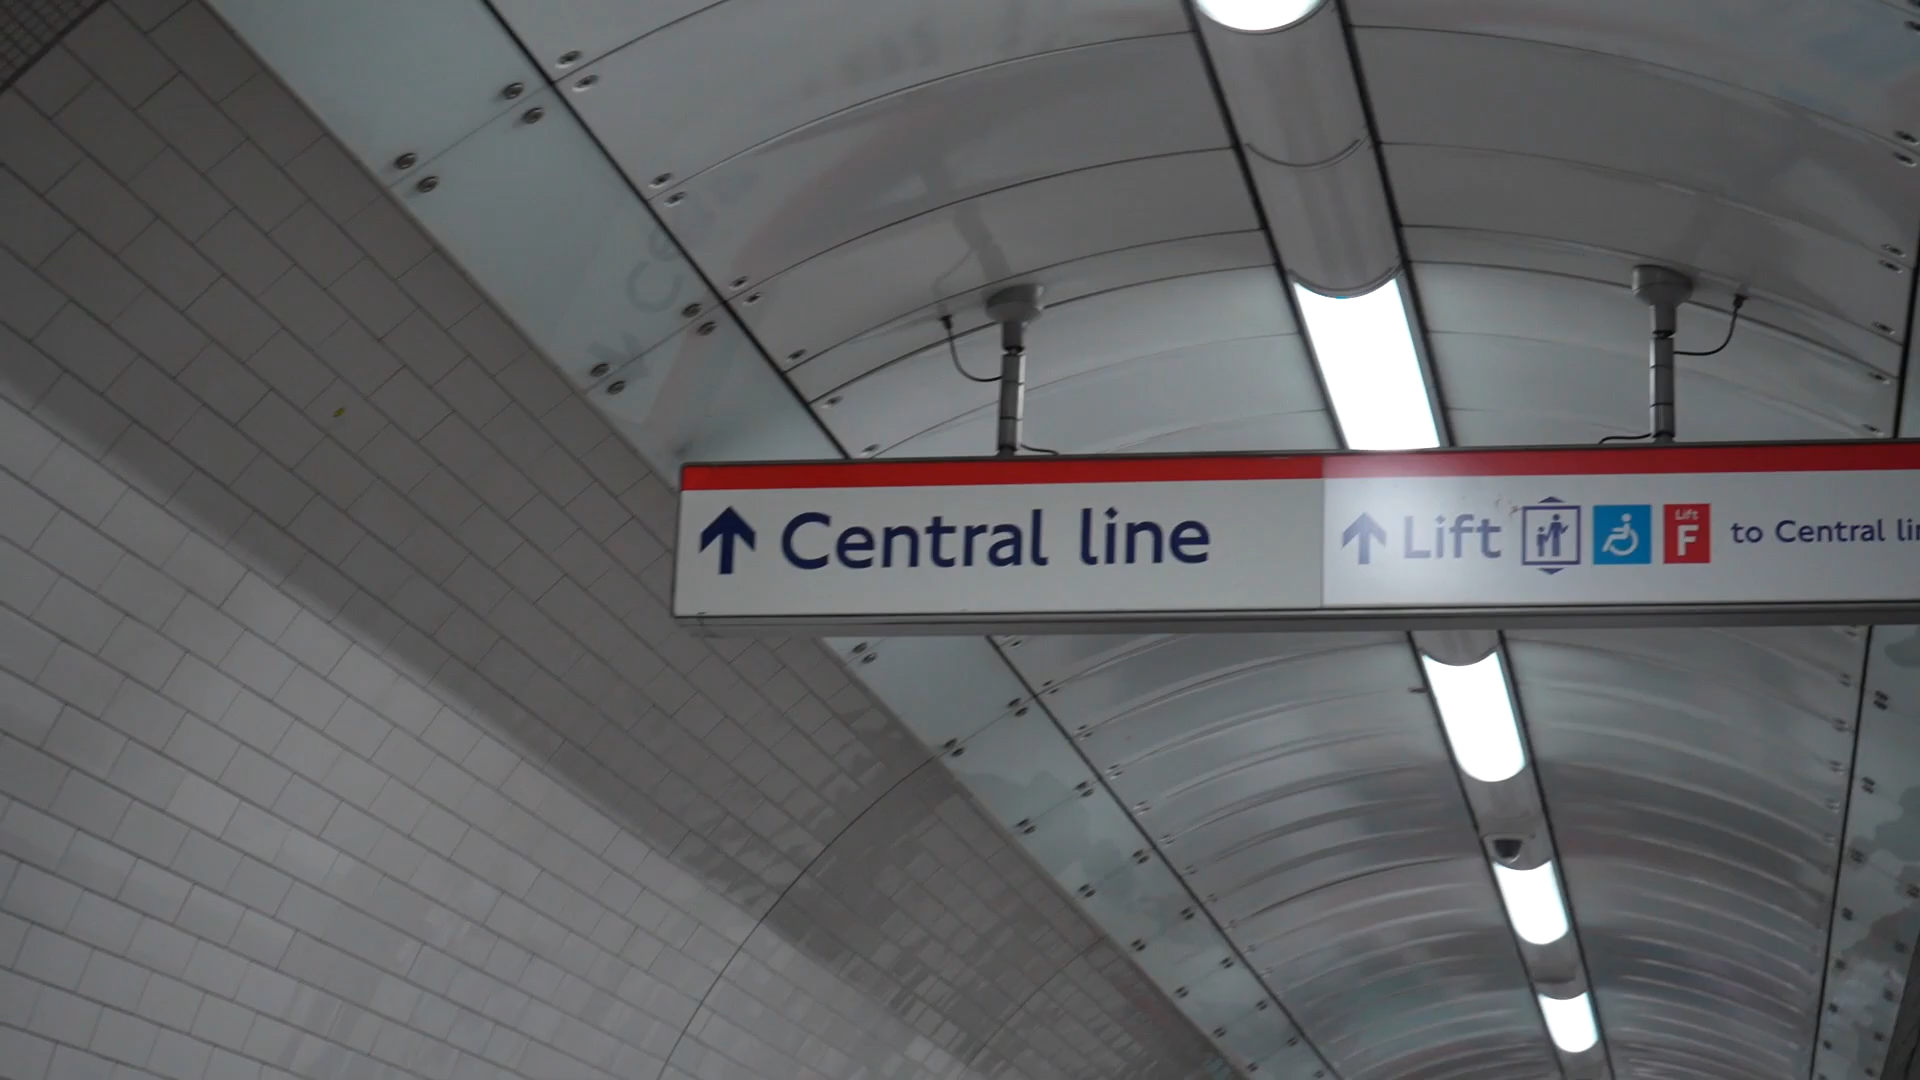 ↑ Central line
↑ Lift
Lift
F
to Central